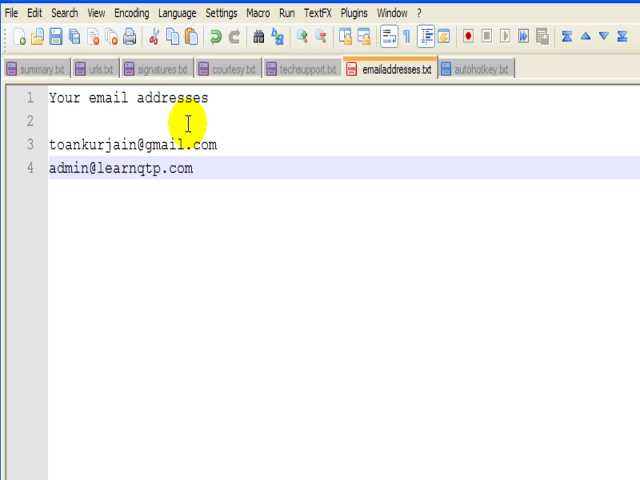 File Edit Search View Encoding Language Settings Macro Run TextFX Plugins Window ?
summary.txt urls.txt signatures.txt courtesy.txt techsupport.txt emailaddresses.txt autohotkey.txt
1 Your email addresses
2
3 toankurjain@gmail.com
4 admin@learnqtp.com